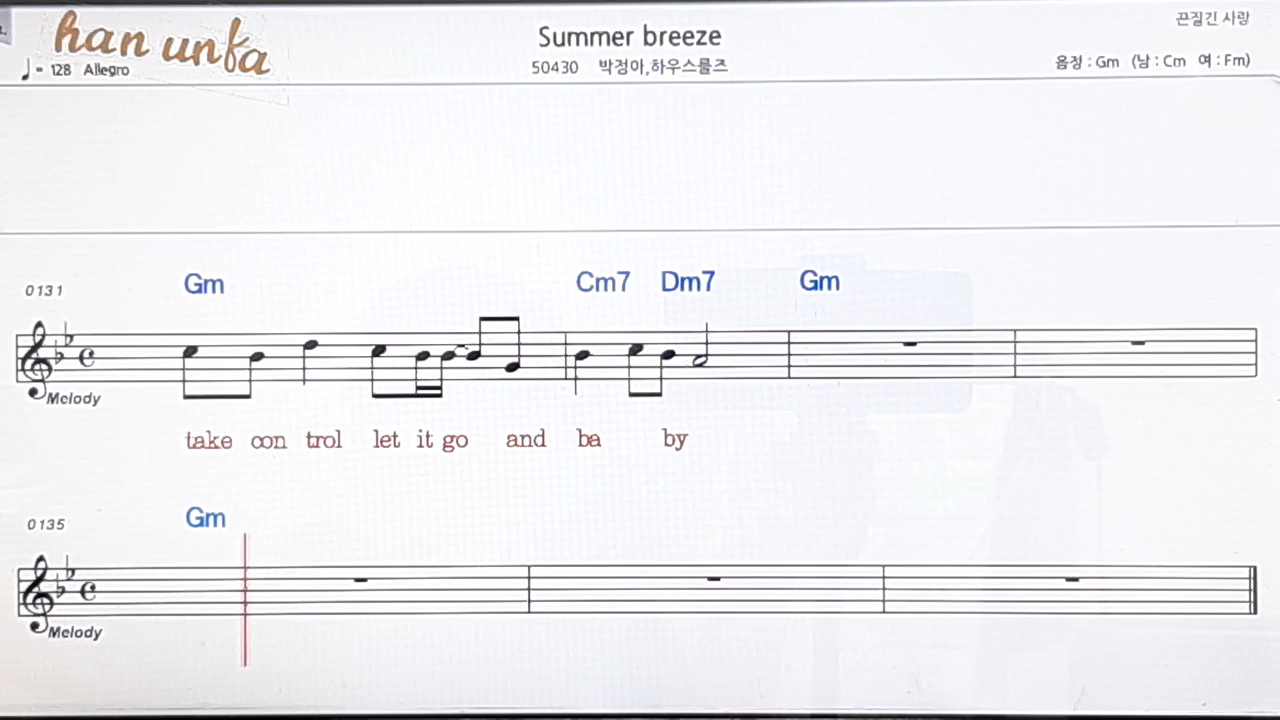 han unfa
Summer breeze
끈질긴 사랑
♩= 128 Allegro
50430 박정아,하우스룰즈
음정 : Gm (남 : Cm 여 : Fm)
0131
Gm Cm7 Dm7 Gm
Melody
take con trol let it go and ba by
0135
Gm
Melody